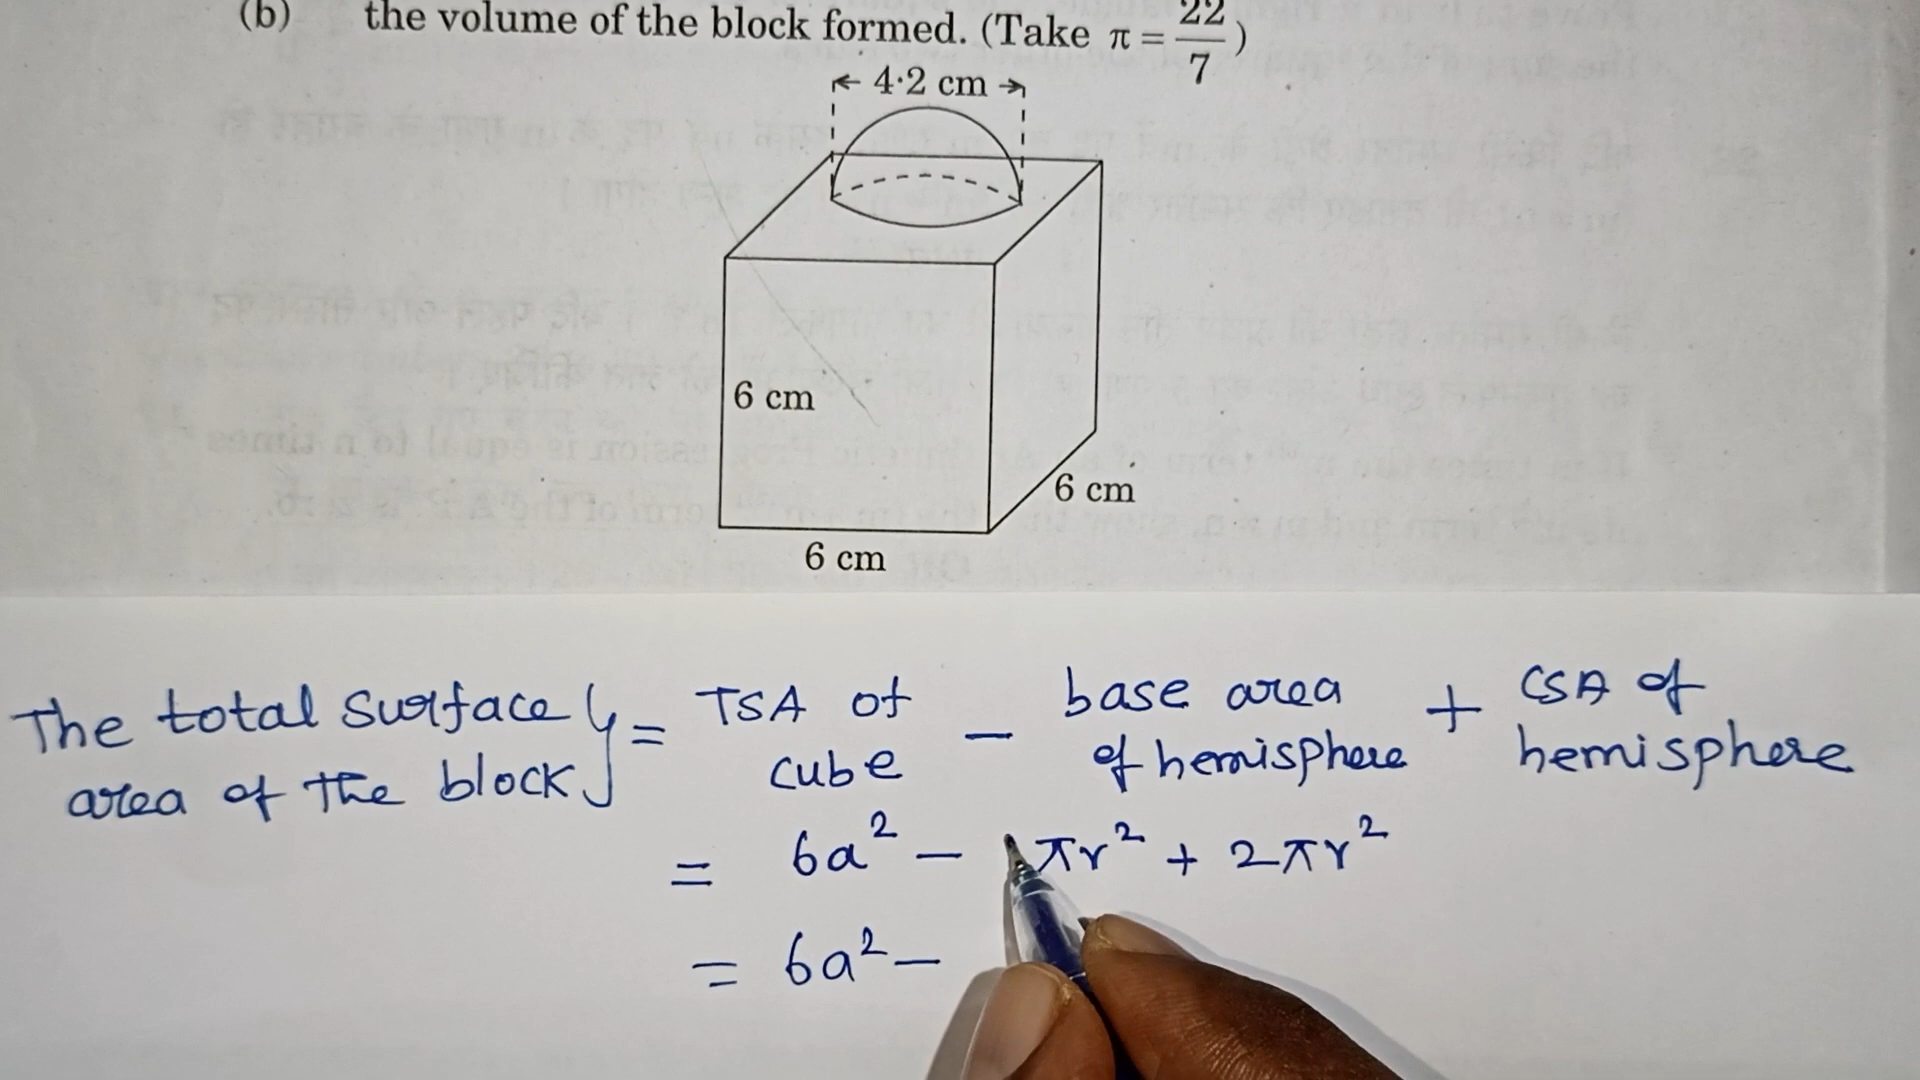 (b) the volume of the block formed. (Take π = 22/7)
4·2 cm
6 cm
6 cm
6 cm
The total surface area of the block } = TSA of cube − base area of hemisphere + CSA of hemisphere
= 6a² − πr² + 2πr²
= 6a² −